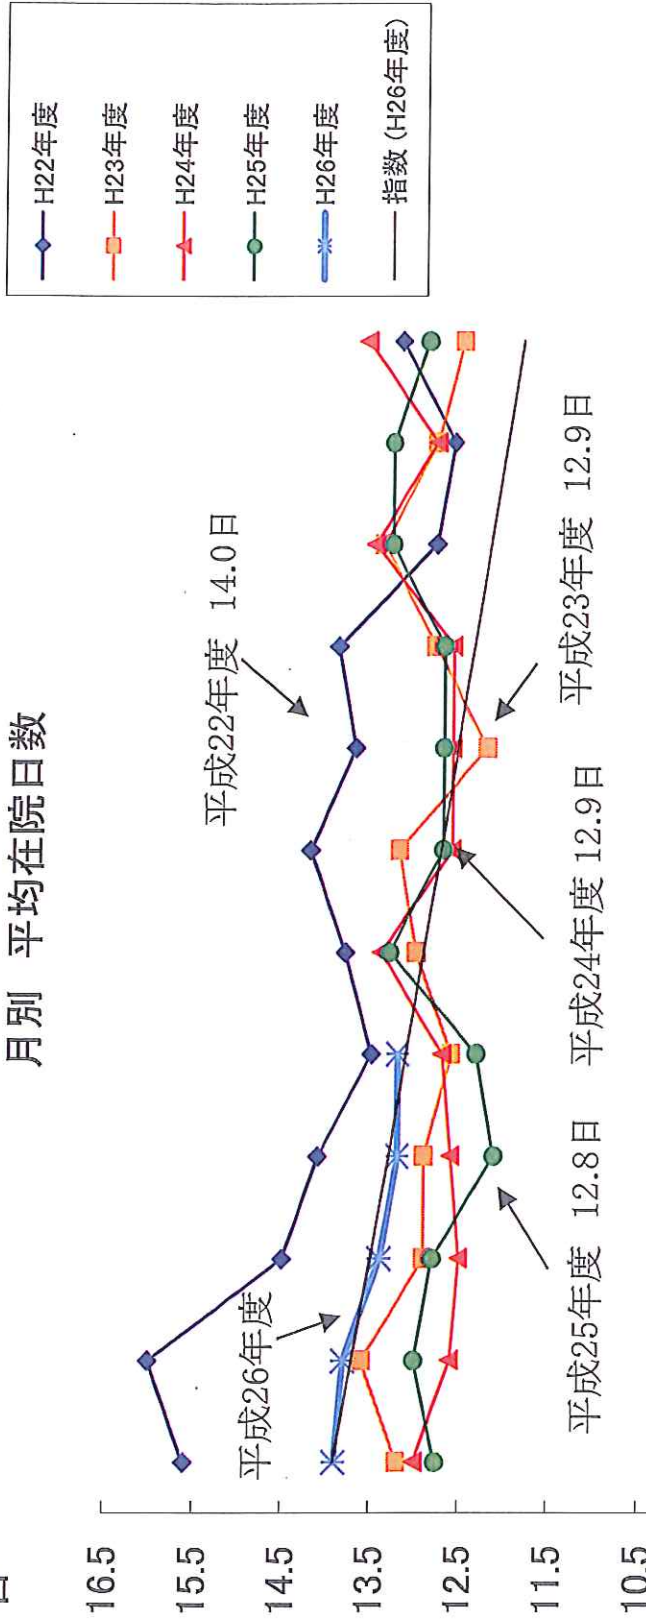 月別 平均在院日数
日
16.5
15.5
14.5
13.5
12.5
11.5
10.5
平成22年度 14.0日
平成26年度
平成25年度 12.8日
平成24年度 12.9日
平成23年度 12.9日
H22年度
H23年度
H24年度
H25年度
H26年度
指数 (H26年度)